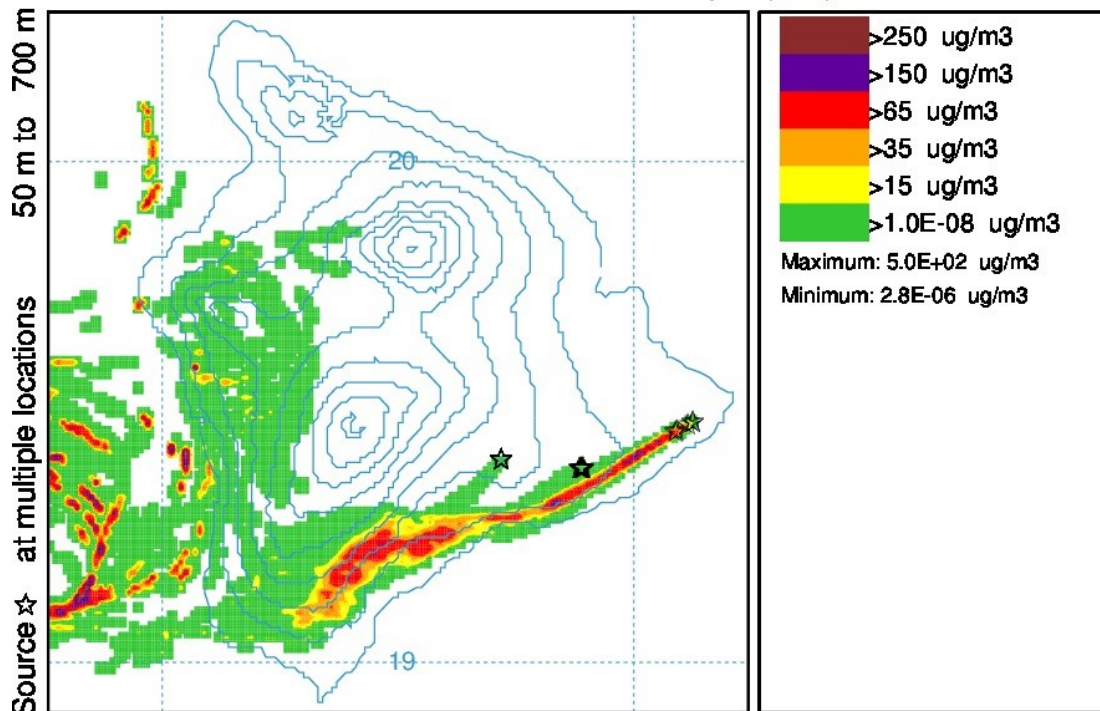 Source ☆ at multiple locations 50 m to 700 m
20
19
>250 ug/m3
>150 ug/m3
>65 ug/m3
>35 ug/m3
>15 ug/m3
>1.0E-08 ug/m3
Maximum: 5.0E+02 ug/m3
Minimum: 2.8E-06 ug/m3